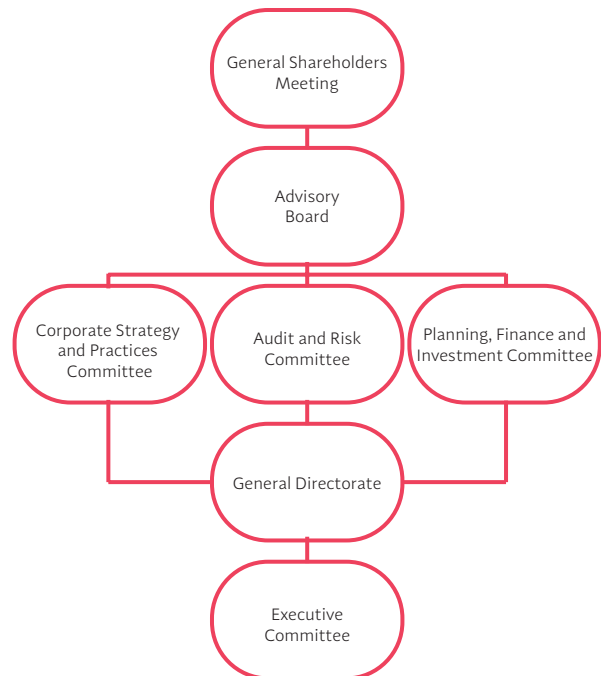 General Shareholders
Meeting
Advisory
Board
Corporate Strategy
and Practices
Committee
Audit and Risk
Committee
Planning, Finance and
Investment Committee
General Directorate
Executive
Committee